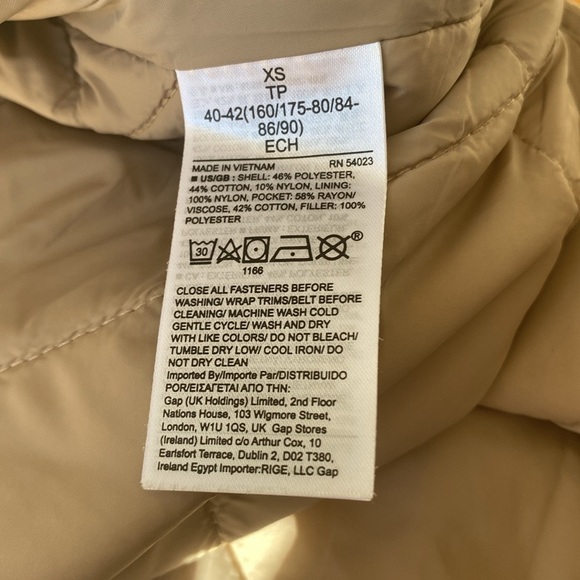 XS
TP
40-42(160/175-80/84-
86/90)
ECH
MADE IN VIETNAM RN 54023
■ US/GB : SHELL: 46% POLYESTER,
44% COTTON, 10% NYLON, LINING:
100% NYLON, POCKET: 58% RAYON/
VISCOSE, 42% COTTON, FILLER: 100%
POLYESTER
30 ®
1166
CLOSE ALL FASTENERS BEFORE
WASHING/ WRAP TRIMS/BELT BEFORE
CLEANING/ MACHINE WASH COLD
GENTLE CYCLE/ WASH AND DRY
WITH LIKE COLORS/ DO NOT BLEACH/
TUMBLE DRY LOW/ COOL IRON/ DO
NOT DRY CLEAN
Imported By/Importe Par/DISTRIBUIDO
POR/ΕΙΣΑΓΕΤΑΙ ΑΠΟ ΤΗΝ:
Gap (UK Holdings) Limited, 2nd Floor
Nations House, 103 Wigmore Street,
London, W1U 1QS, UK Gap Stores
(Ireland) Limited c/o Arthur Cox, 10
Earlsfort Terrace, Dublin 2, D02 T380,
Ireland Egypt Importer:RIGE, LLC Gap